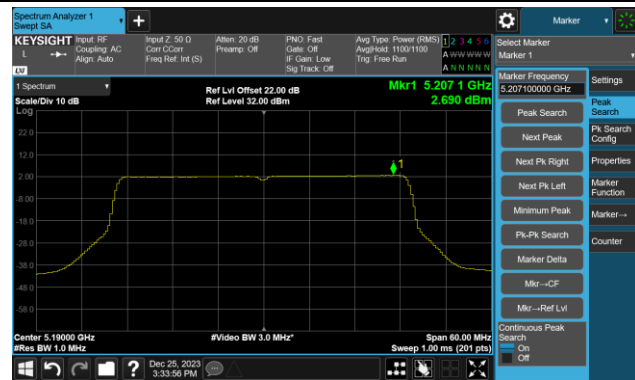 Spectrum Analyzer 1
Swept SA
Marker
KEYSIGHT
L
LXI
Input: RF
Coupling: AC
Align: Auto
Input Z: 50 Ω
Corr CCorr
Freq Ref: Int (S)
Atten: 20 dB
Preamp: Off
PNO: Fast
Gate: Off
IF Gain: Low
Sig Track: Off
Avg Type: Power (RMS)
Avg|Hold: 1100/1100
Trig: Free Run
1 2 3 4 5 6
A W W W W W
A N N N N N
Select Marker
Marker 1
1 Spectrum
Scale/Div 10 dB
Ref Lvl Offset 22.00 dB
Ref Level 32.00 dBm
Mkr1 5.207 1 GHz
2.690 dBm
Log
22.0
12.0
2.00
-8.00
-18.0
-28.0
-38.0
-48.0
-58.0
1
Center 5.19000 GHz
#Res BW 1.0 MHz
#Video BW 3.0 MHz*
Span 60.00 MHz
Sweep 1.00 ms (201 pts)
Marker Frequency
5.207100000 GHz
Peak Search
Next Peak
Next Pk Right
Next Pk Left
Minimum Peak
Pk-Pk Search
Marker Delta
Mkr→CF
Mkr→Ref Lvl
Continuous Peak
Search
On
Off
Settings
Peak
Search
Pk Search
Config
Properties
Marker
Function
Marker→
Counter
?
Dec 25, 2023
3:33:56 PM